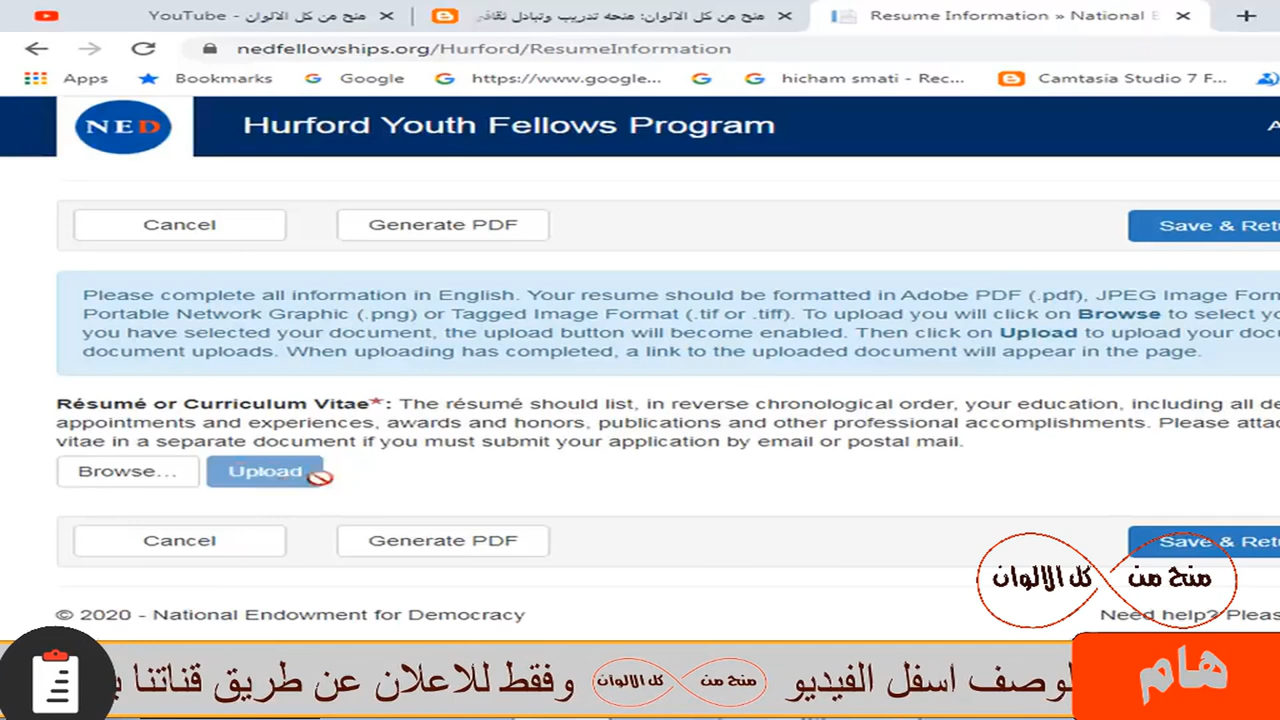 منح من كل الالوان - YouTube
منح من كل الالوان: منحه تدريب وتبادل ثقافي
Resume Information » National E
nedfellowships.org/Hurford/ResumeInformation
Apps Bookmarks Google https://www.google... hicham smati - Rec... Camtasia Studio 7 F...
NED Hurford Youth Fellows Program
Cancel Generate PDF Save & Retu
Please complete all information in English. Your resume should be formatted in Adobe PDF (.pdf), JPEG Image Form
Portable Network Graphic (.png) or Tagged Image Format (.tif or .tiff). To upload you will click on Browse to select yo
you have selected your document, the upload button will become enabled. Then click on Upload to upload your docu
document uploads. When uploading has completed, a link to the uploaded document will appear in the page.
Résumé or Curriculum Vitae*: The résumé should list, in reverse chronological order, your education, including all de
appointments and experiences, awards and honors, publications and other professional accomplishments. Please attac
vitae in a separate document if you must submit your application by email or postal mail.
Browse... Upload
Cancel Generate PDF Save & Retu
منح من كل الالوان
© 2020 - National Endowment for Democracy Need help? Pleas
هام
لوصف اسفل الفيديو منح من كل الالوان وفقط للاعلان عن طريق قناتنا